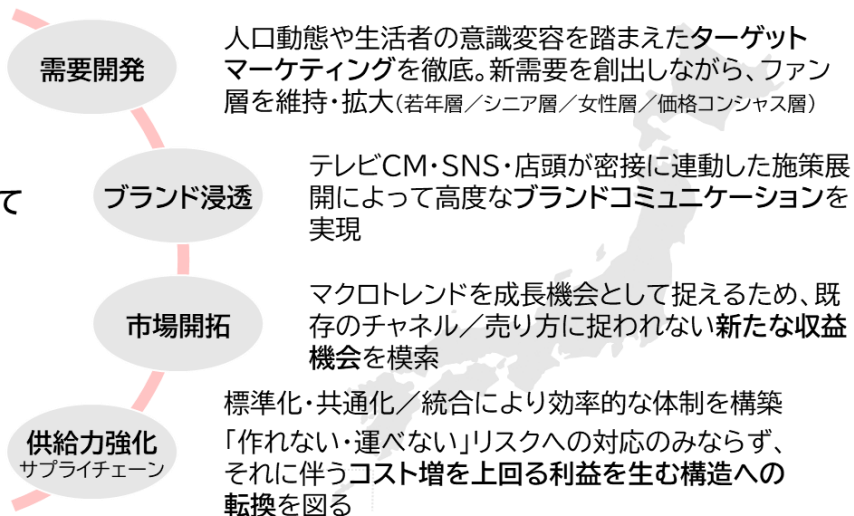 需要開発
人口動態や生活者の意識変容を踏まえたターゲット
マーケティングを徹底。新需要を創出しながら、ファン
層を維持・拡大(若年層／シニア層／女性層／価格コンシャス層)
て
ブランド浸透
テレビCM・SNS・店頭が密接に連動した施策展
開によって高度なブランドコミュニケーションを
実現
市場開拓
マクロトレンドを成長機会として捉えるため、既
存のチャネル／売り方に捉われない新たな収益
機会を模索
供給力強化
サプライチェーン
標準化・共通化／統合により効率的な体制を構築
「作れない・運べない」リスクへの対応のみならず、
それに伴うコスト増を上回る利益を生む構造への
転換を図る